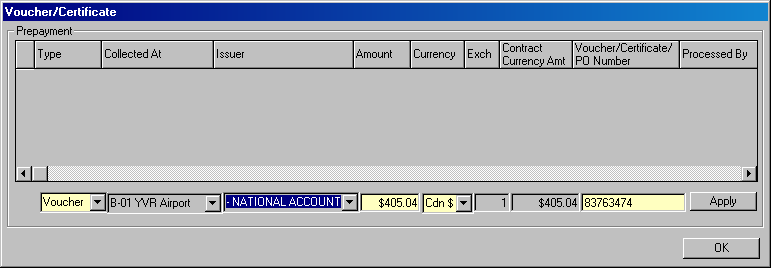 Voucher/Certificate
Prepayment
Type Collected At Issuer Amount Currency Exch Contract Currency Amt Voucher/Certificate/ PO Number Processed By
Voucher B-01 YVR Airport - NATIONAL ACCOUNT $405.04 Cdn $ 1 $405.04 83763474 Apply
OK